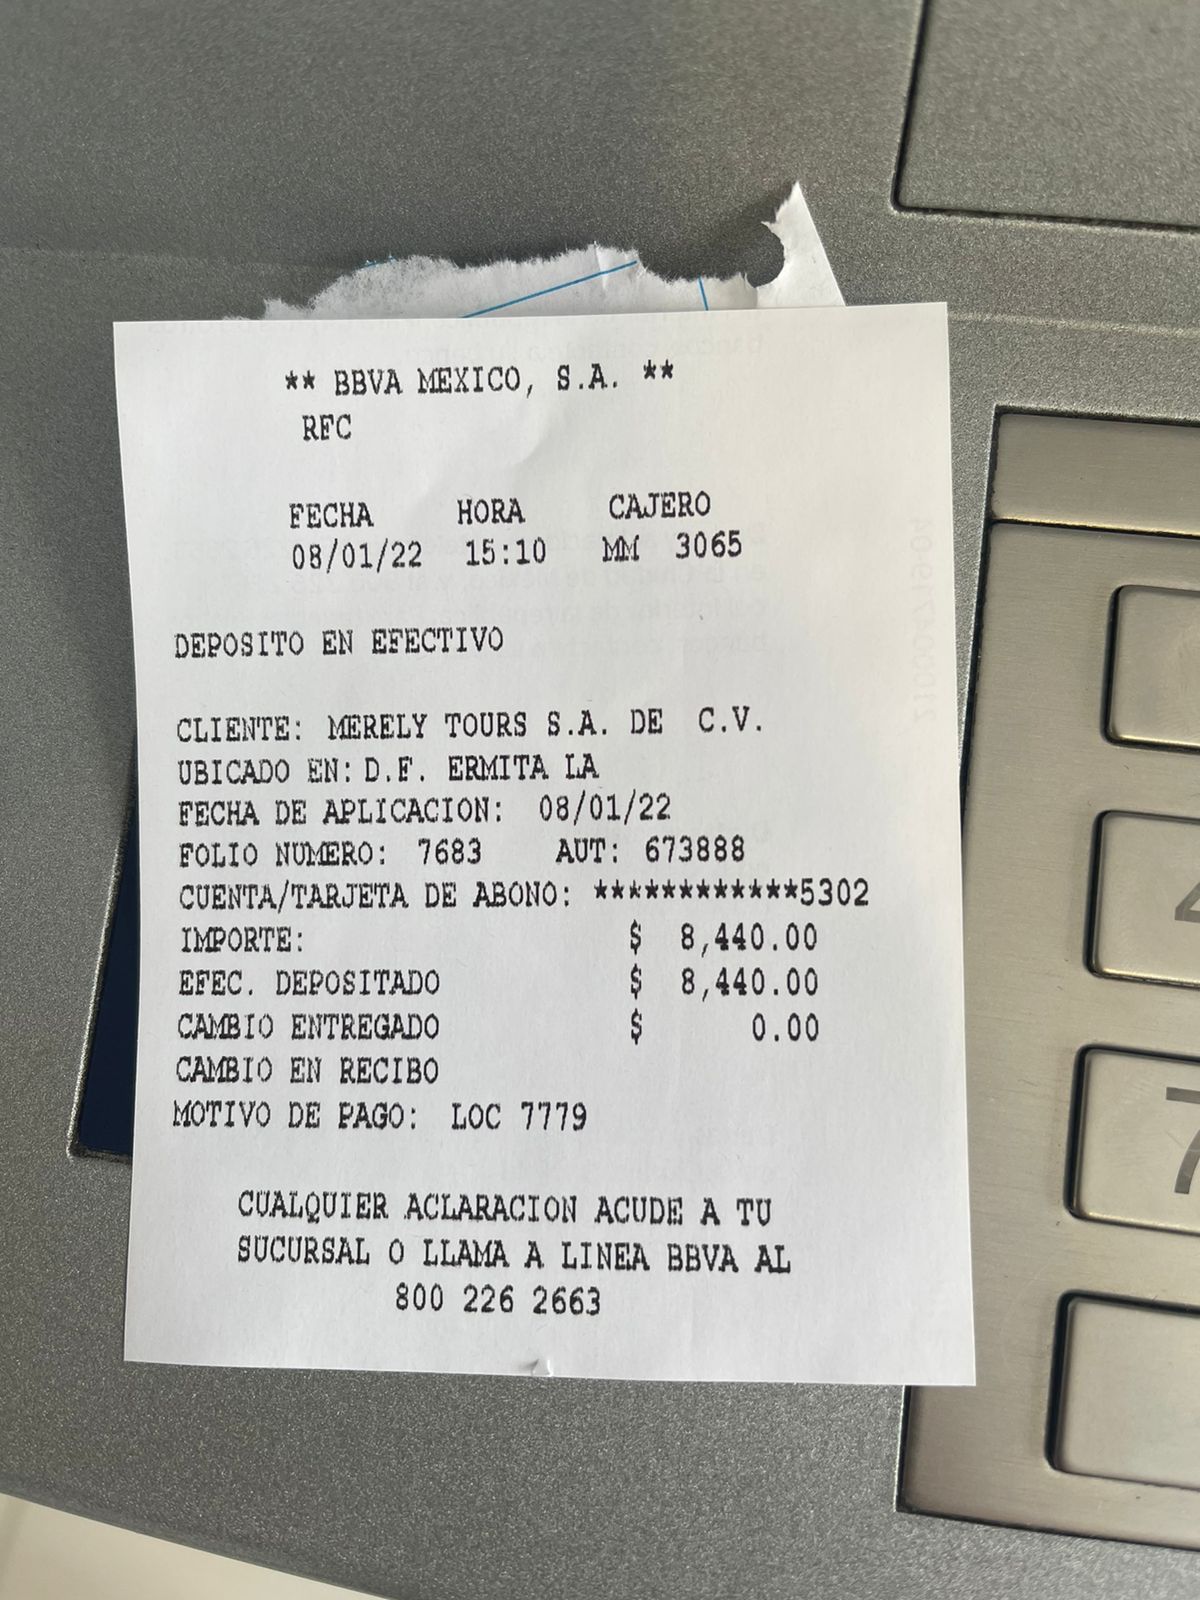 ** BBVA MEXICO, S.A. **
RFC
FECHA HORA CAJERO
08/01/22 15:10 MM 3065
DEPOSITO EN EFECTIVO
CLIENTE: MERELY TOURS S.A. DE C.V.
UBICADO EN: D.F. ERMITA LA
FECHA DE APLICACION: 08/01/22
FOLIO NUMERO: 7683 AUT: 673888
CUENTA/TARJETA DE ABONO: ************5302
IMPORTE: $ 8,440.00
EFEC. DEPOSITADO $ 8,440.00
CAMBIO ENTREGADO $ 0.00
CAMBIO EN RECIBO
MOTIVO DE PAGO: LOC 7779
CUALQUIER ACLARACION ACUDE A TU
SUCURSAL O LLAMA A LINEA BBVA AL
800 226 2663
7